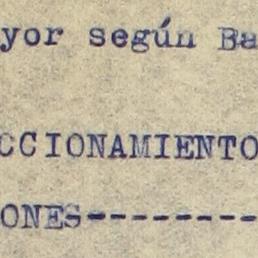 yor según Ba
CCIONAMIENTO
ONES---------